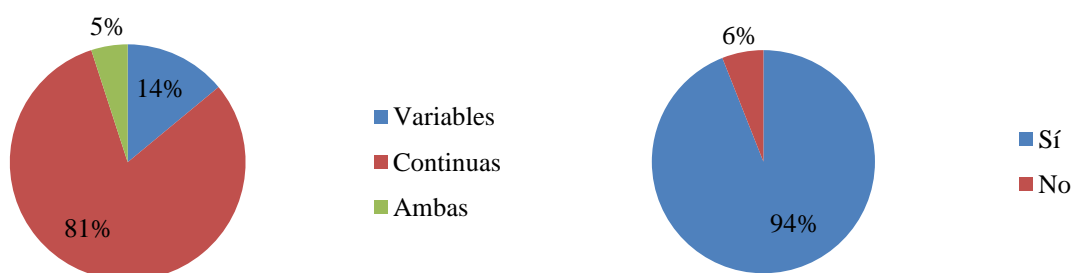 5%
14%
81%
Variables
Continuas
Ambas
6%
94%
Sí
No